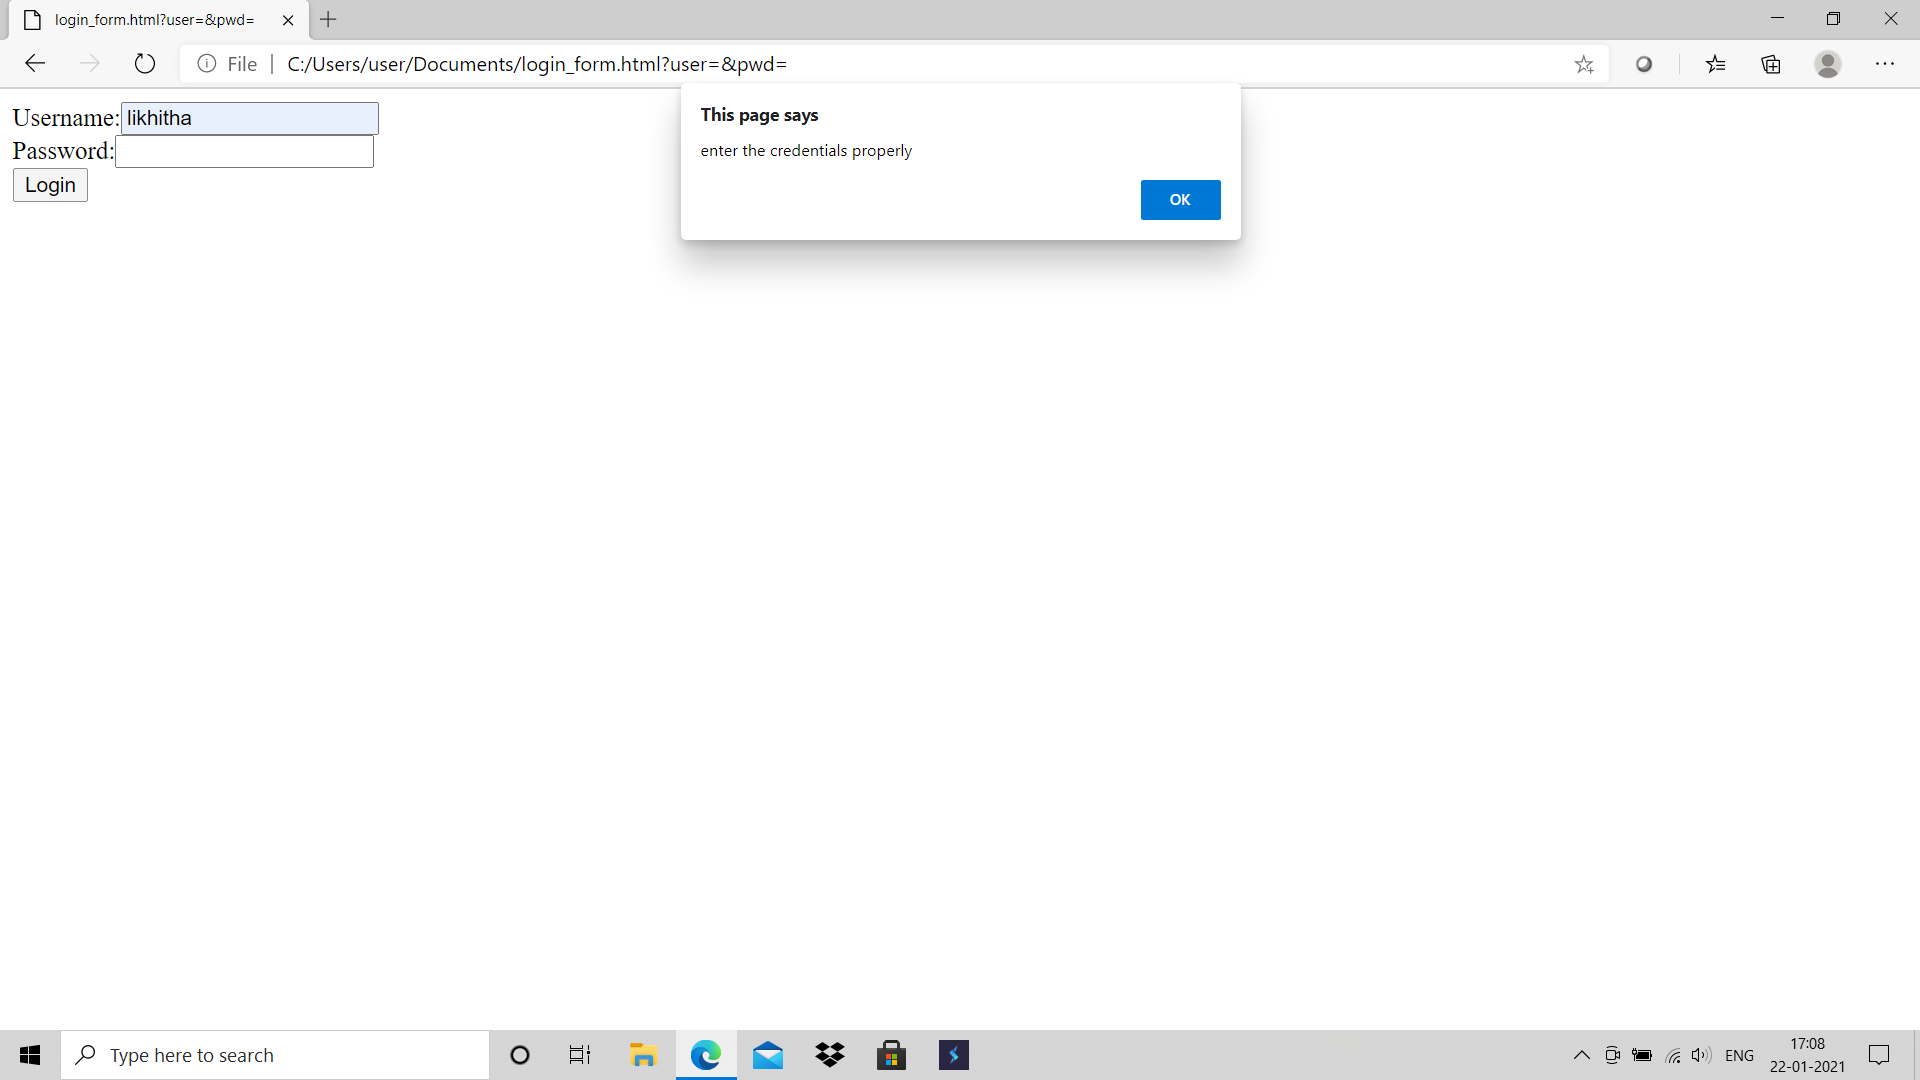 login_form.html?user=&pwd=
File
C:/Users/user/Documents/login_form.html?user=&pwd=
Username:likhitha
Password:
Login
This page says
enter the credentials properly
OK
Type here to search
ENG
17:08
22-01-2021